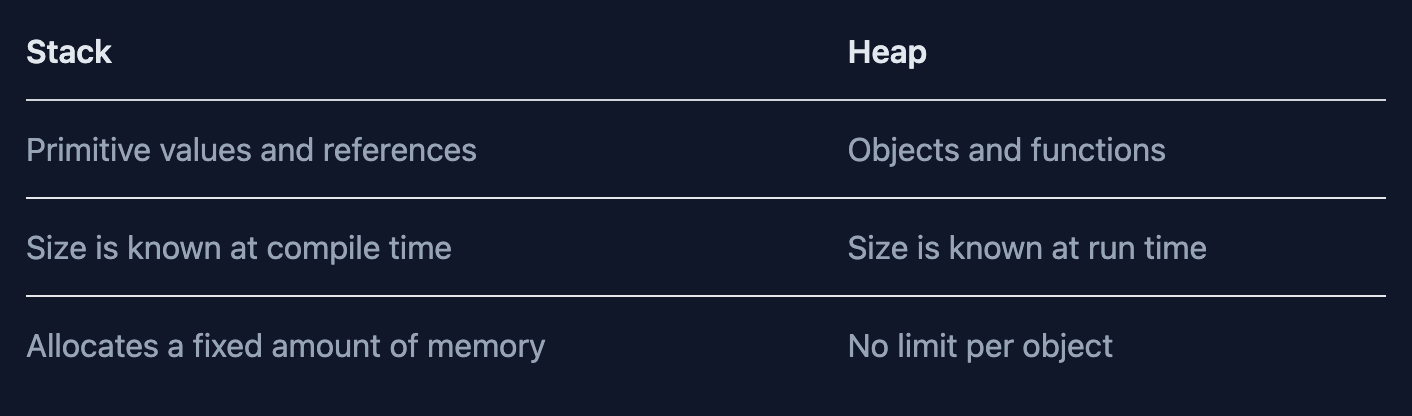 Stack Heap
Primitive values and references Objects and functions
Size is known at compile time Size is known at run time
Allocates a fixed amount of memory No limit per object